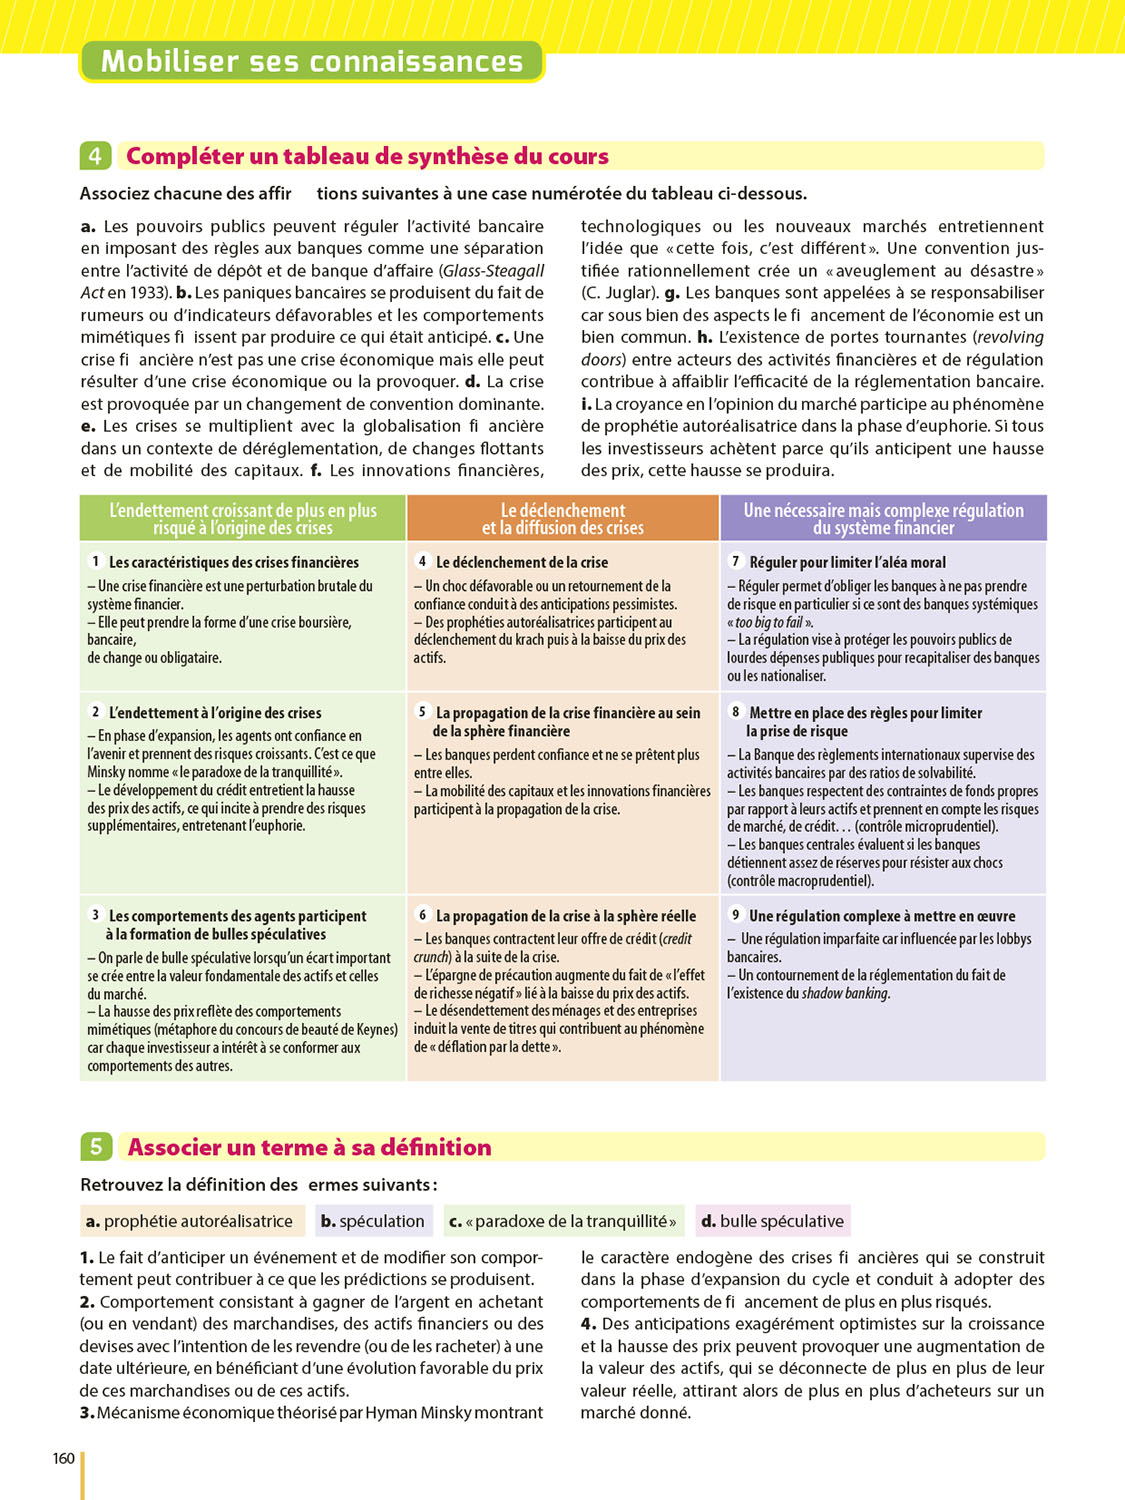 Mobiliser ses connaissances
4 Compléter un tableau de synthèse du cours
Associez chacune des affir tions suivantes à une case numérotée du tableau ci-dessous.
a. Les pouvoirs publics peuvent réguler l'activité bancaire
en imposant des règles aux banques comme une séparation
entre l'activité de dépôt et de banque d'affaire (Glass-Steagall
Act en 1933). b. Les paniques bancaires se produisent du fait de
rumeurs ou d'indicateurs défavorables et les comportements
mimétiques fi issent par produire ce qui était anticipé. c. Une
crise fi ancière n'est pas une crise économique mais elle peut
résulter d'une crise économique ou la provoquer. d. La crise
est provoquée par un changement de convention dominante.
e. Les crises se multiplient avec la globalisation fi ancière
dans un contexte de déréglementation, de changes flottants
et de mobilité des capitaux. f. Les innovations financières,
technologiques ou les nouveaux marchés entretiennent
l'idée que « cette fois, c'est différent ». Une convention jus-
tifiée rationnellement crée un « aveuglement au désastre »
(C. Juglar). g. Les banques sont appelées à se responsabiliser
car sous bien des aspects le fi ancement de l'économie est un
bien commun. h. L'existence de portes tournantes (revolving
doors) entre acteurs des activités financières et de régulation
contribue à affaiblir l'efficacité de la réglementation bancaire.
i. La croyance en l'opinion du marché participe au phénomène
de prophétie autoréalisatrice dans la phase d'euphorie. Si tous
les investisseurs achètent parce qu'ils anticipent une hausse
des prix, cette hausse se produira.
L'endettement croissant de plus en plus
risqué à l'origine des crises
Le déclenchement
et la diffusion des crises
Une nécessaire mais complexe régulation
du système financier
1 Les caractéristiques des crises financières
– Une crise financière est une perturbation brutale du
système financier.
– Elle peut prendre la forme d'une crise boursière,
bancaire,
de change ou obligataire.
4 Le déclenchement de la crise
– Un choc défavorable ou un retournement de la
confiance conduit à des anticipations pessimistes.
– Des prophéties autoréalisatrices participent au
déclenchement du krach puis à la baisse du prix des
actifs.
7 Réguler pour limiter l'aléa moral
– Réguler permet d'obliger les banques à ne pas prendre
de risque en particulier si ce sont des banques systémiques
« too big to fail ».
– La régulation vise à protéger les pouvoirs publics de
lourdes dépenses publiques pour recapitaliser des banques
ou les nationaliser.
2 L'endettement à l'origine des crises
– En phase d'expansion, les agents ont confiance en
l'avenir et prennent des risques croissants. C'est ce que
Minsky nomme « le paradoxe de la tranquillité ».
– Le développement du crédit entretient la hausse
des prix des actifs, ce qui incite à prendre des risques
supplémentaires, entretenant l'euphorie.
5 La propagation de la crise financière au sein
de la sphère financière
– Les banques perdent confiance et ne se prêtent plus
entre elles.
– La mobilité des capitaux et les innovations financières
participent à la propagation de la crise.
8 Mettre en place des règles pour limiter
la prise de risque
– La Banque des règlements internationaux supervise des
activités bancaires par des ratios de solvabilité.
– Les banques respectent des contraintes de fonds propres
par rapport à leurs actifs et prennent en compte les risques
de marché, de crédit… (contrôle microprudentiel).
– Les banques centrales évaluent si les banques
détiennent assez de réserves pour résister aux chocs
(contrôle macroprudentiel).
3 Les comportements des agents participent
à la formation de bulles spéculatives
– On parle de bulle spéculative lorsqu'un écart important
se crée entre la valeur fondamentale des actifs et celles
du marché.
– La hausse des prix reflète des comportements
mimétiques (métaphore du concours de beauté de Keynes)
car chaque investisseur a intérêt à se conformer aux
comportements des autres.
6 La propagation de la crise à la sphère réelle
– Les banques contractent leur offre de crédit (credit
crunch) à la suite de la crise.
– L'épargne de précaution augmente du fait de « l'effet
de richesse négatif » lié à la baisse du prix des actifs.
– Le désendettement des ménages et des entreprises
induit la vente de titres qui contribuent au phénomène
de « déflation par la dette ».
9 Une régulation complexe à mettre en œuvre
– Une régulation imparfaite car influencée par les lobbys
bancaires.
– Un contournement de la réglementation du fait de
l'existence du shadow banking.
5 Associer un terme à sa définition
Retrouvez la définition des ermes suivants :
a. prophétie autoréalisatrice
b. spéculation
c. « paradoxe de la tranquillité »
d. bulle spéculative
1. Le fait d'anticiper un événement et de modifier son compor-
tement peut contribuer à ce que les prédictions se produisent.
2. Comportement consistant à gagner de l'argent en achetant
(ou en vendant) des marchandises, des actifs financiers ou des
devises avec l'intention de les revendre (ou de les racheter) à une
date ultérieure, en bénéficiant d'une évolution favorable du prix
de ces marchandises ou de ces actifs.
3. Mécanisme économique théorisé par Hyman Minsky montrant
le caractère endogène des crises fi ancières qui se construit
dans la phase d'expansion du cycle et conduit à adopter des
comportements de fi ancement de plus en plus risqués.
4. Des anticipations exagérément optimistes sur la croissance
et la hausse des prix peuvent provoquer une augmentation de
la valeur des actifs, qui se déconnecte de plus en plus de leur
valeur réelle, attirant alors de plus en plus d'acheteurs sur un
marché donné.
160